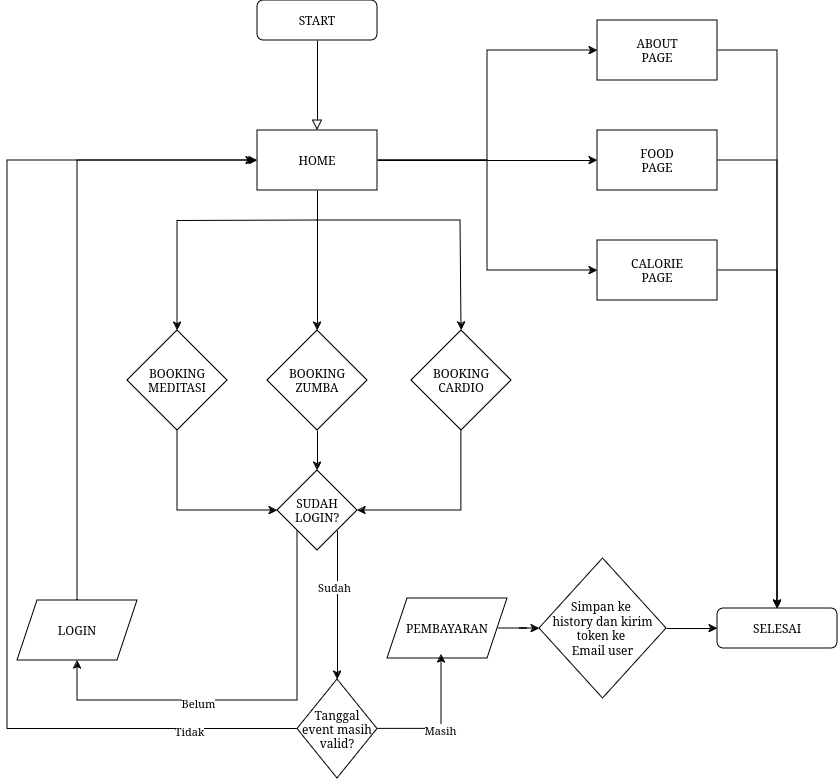 START
ABOUT
PAGE
HOME
FOOD
PAGE
CALORIE
PAGE
BOOKING
MEDITASI
BOOKING
ZUMBA
BOOKING
CARDIO
SUDAH
LOGIN?
Sudah
LOGIN
PEMBAYARAN
Simpan ke
history dan kirim
token ke
Email user
SELESAI
Belum
Tidak
Tanggal
event masih
valid?
Masih